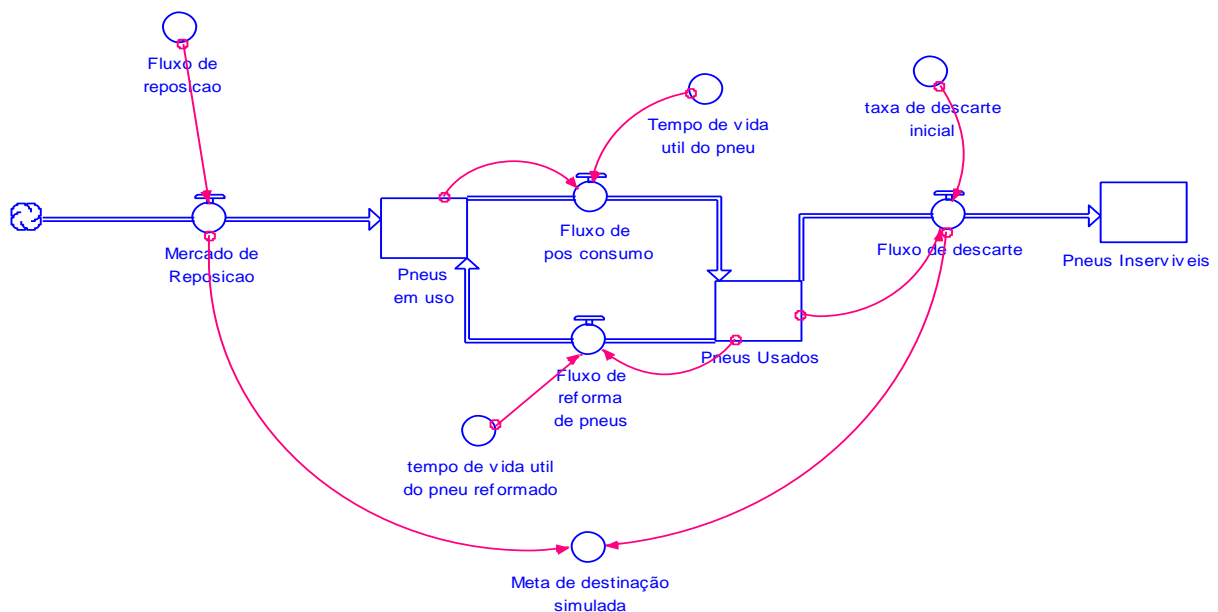 Fluxo de
reposicao
Tempo de vida
util do pneu
taxa de descarte
inicial
Mercado de
Reposicao
Pneus
em uso
Fluxo de
pos consumo
Fluxo de descarte
Pneus Inserviveis
Pneus Usados
Fluxo de
reforma
de pneus
tempo de vida util
do pneu reformado
Meta de destinação
simulada